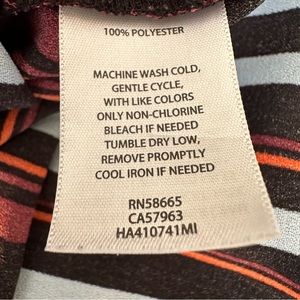 100% POLYESTER
MACHINE WASH COLD,
GENTLE CYCLE,
WITH LIKE COLORS
ONLY NON-CHLORINE
BLEACH IF NEEDED
TUMBLE DRY LOW,
REMOVE PROMPTLY
COOL IRON IF NEEDED
RN58665
CA57963
HA410741MI